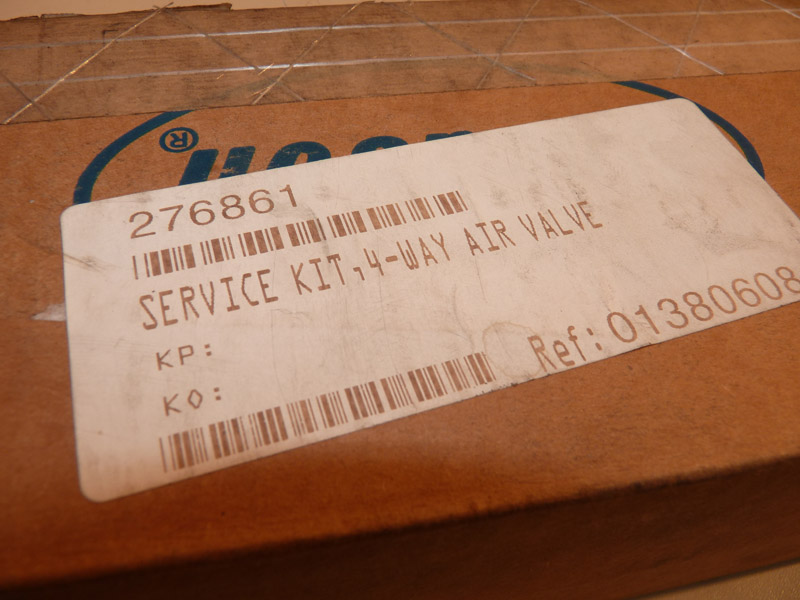 ®
276861
SERVICE KIT,4-WAY AIR VALVE
KP:
KO:
Ref: 01380608